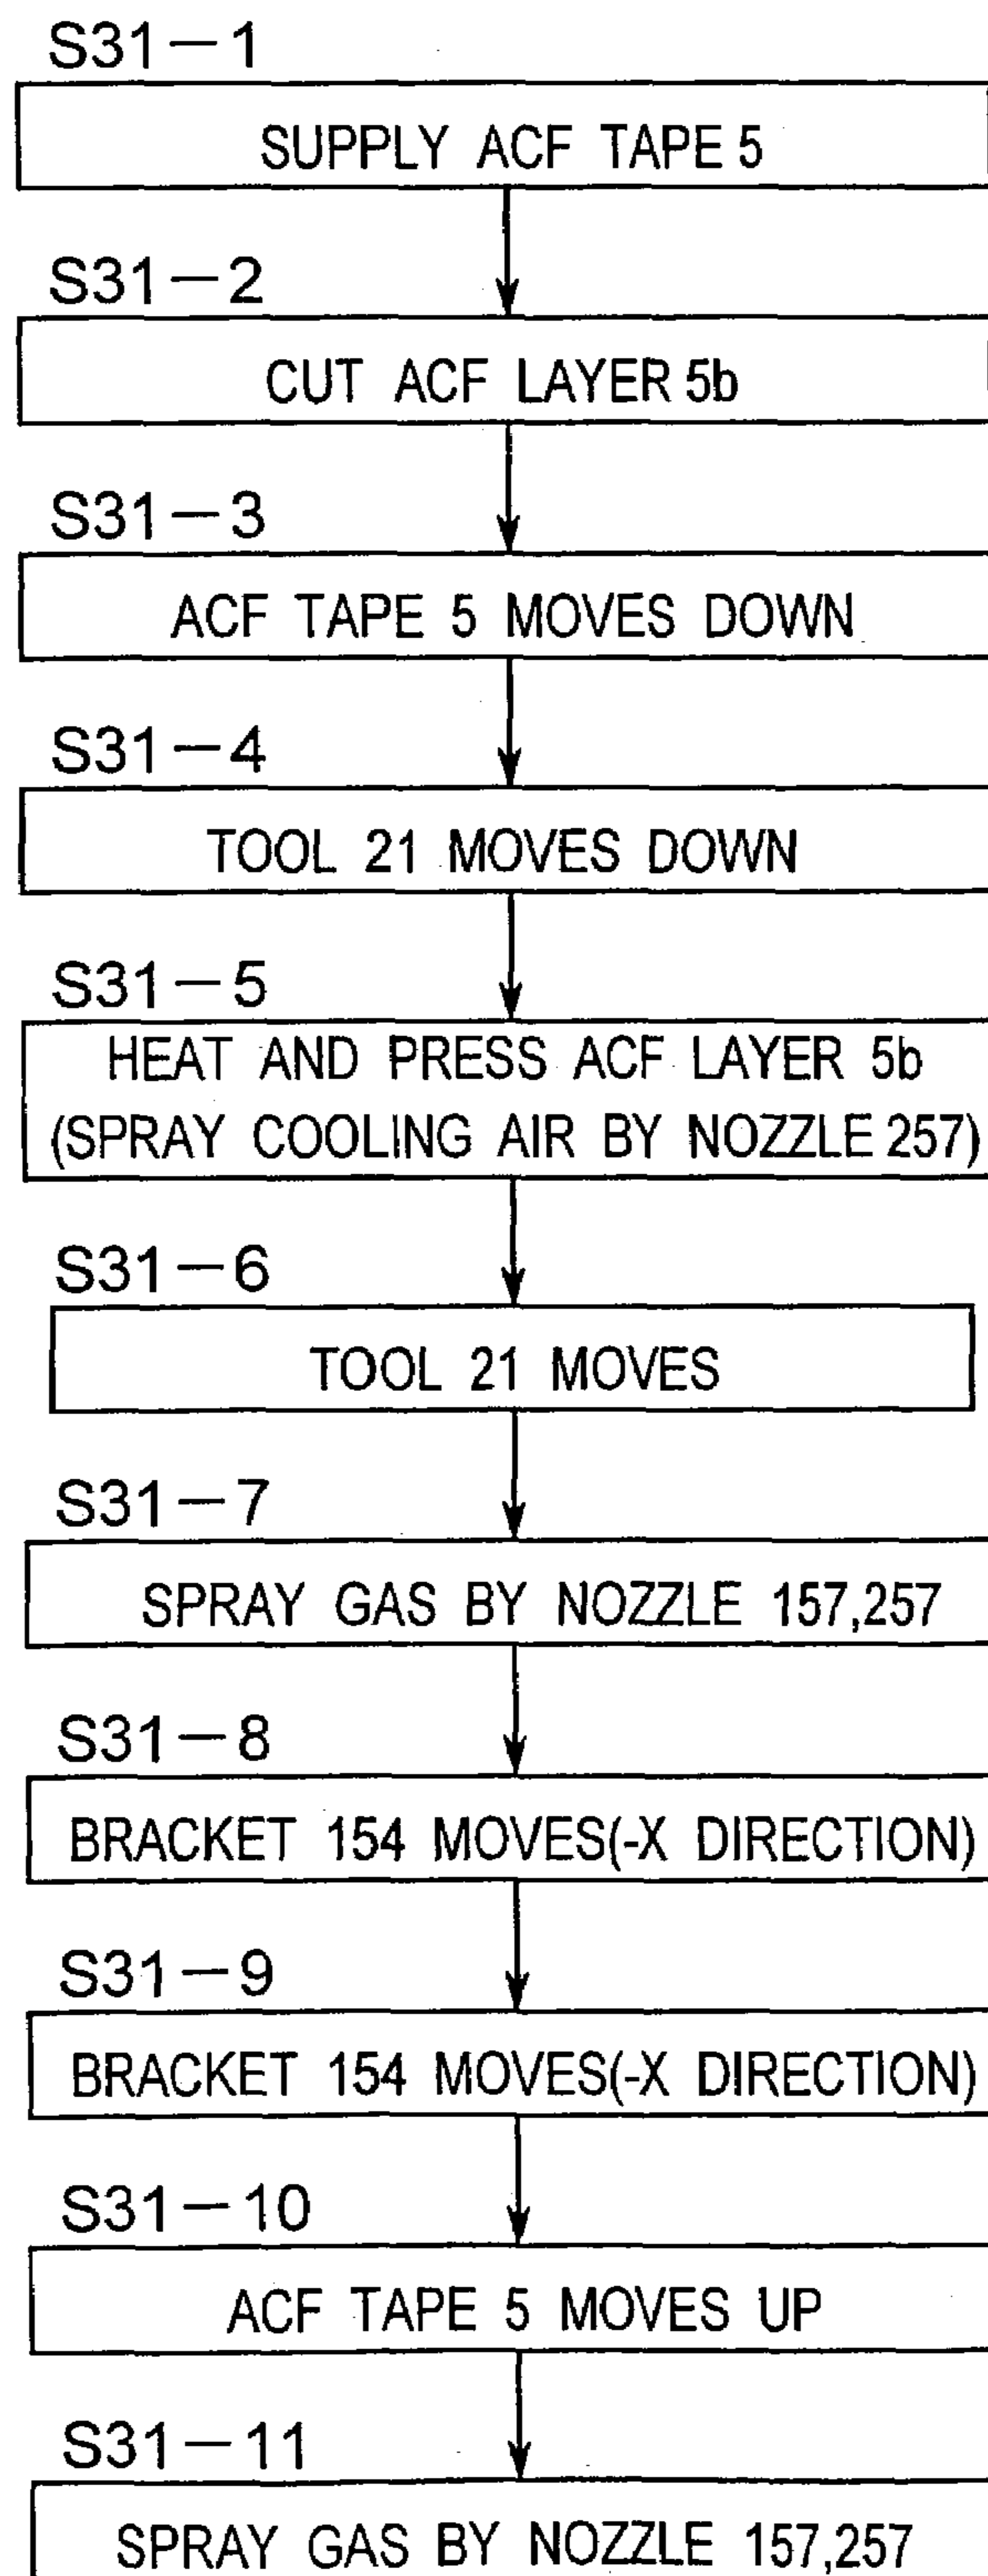 S31－1
SUPPLY ACF TAPE 5
S31－2
CUT ACF LAYER 5b
S31－3
ACF TAPE 5 MOVES DOWN
S31－4
TOOL 21 MOVES DOWN
S31－5
HEAT AND PRESS ACF LAYER 5b
(SPRAY COOLING AIR BY NOZZLE 257)
S31－6
TOOL 21 MOVES
S31－7
SPRAY GAS BY NOZZLE 157,257
S31－8
BRACKET 154 MOVES(-X DIRECTION)
S31－9
BRACKET 154 MOVES(-X DIRECTION)
S31－10
ACF TAPE 5 MOVES UP
S31－11
SPRAY GAS BY NOZZLE 157,257